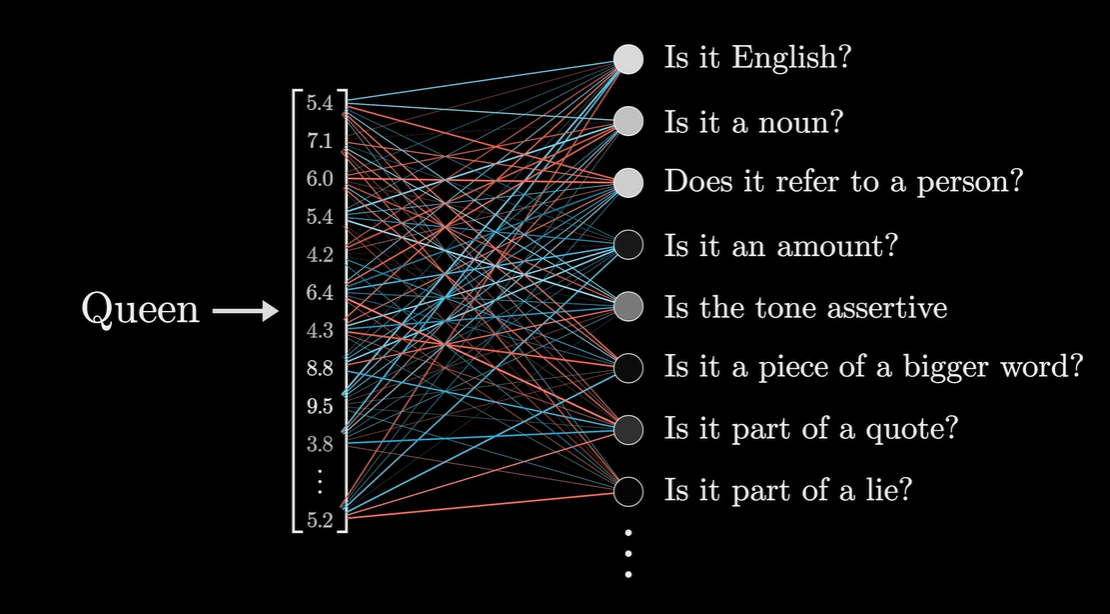 Queen
5.4
7.1
6.0
5.4
4.2
6.4
4.3
8.8
9.5
3.8
⋮
5.2
Is it English?
Is it a noun?
Does it refer to a person?
Is it an amount?
Is the tone assertive
Is it a piece of a bigger word?
Is it part of a quote?
Is it part of a lie?
⋮